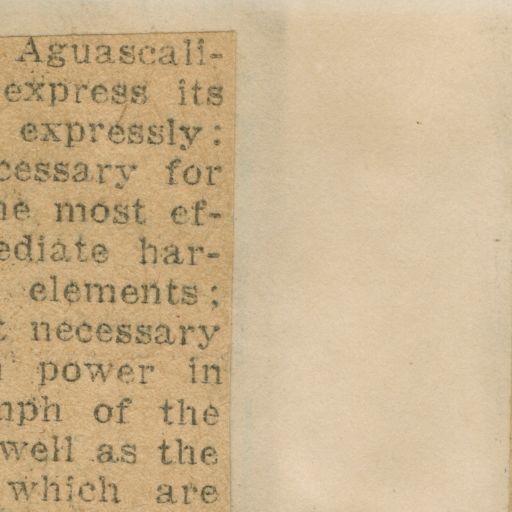 Aguascali-
express its
expressly:
cessary for
he most ef-
ediate har-
elements;
necessary
power in
mph of the
well as the
which are